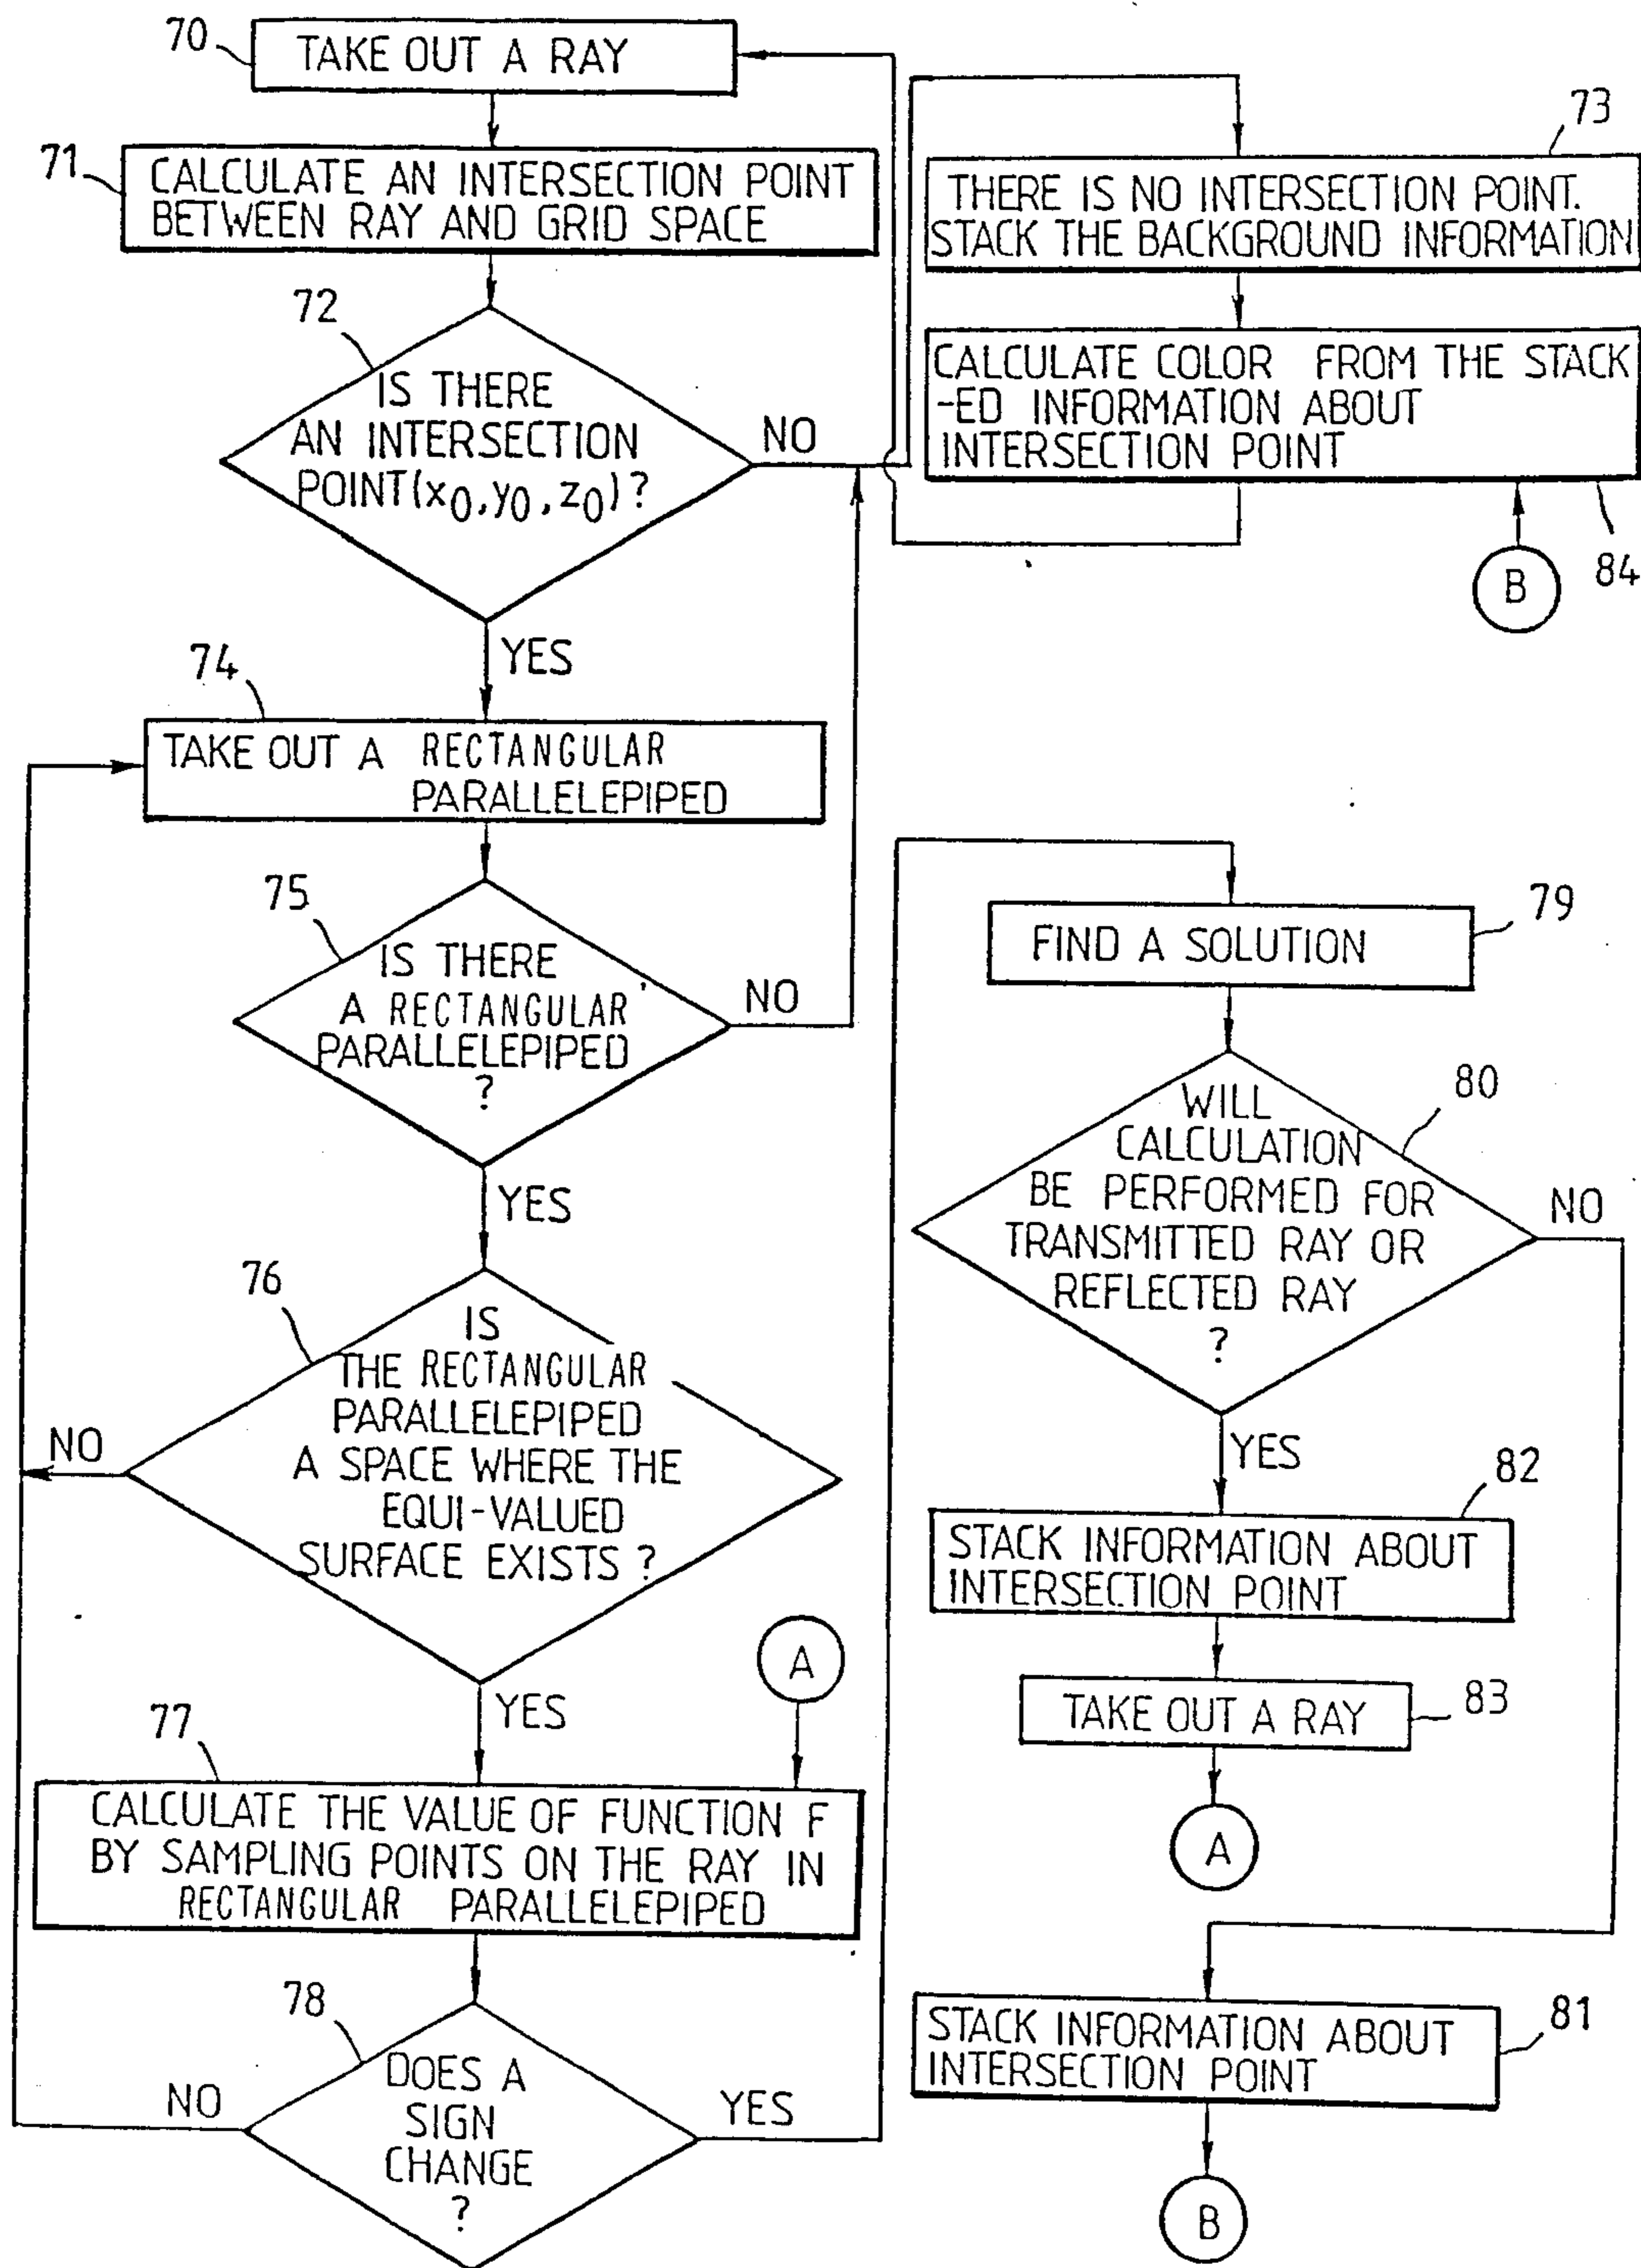 70
TAKE OUT A RAY
71
CALCULATE AN INTERSECTION POINT
BETWEEN RAY AND GRID SPACE
72
IS THERE
AN INTERSECTION
POINT(x0,y0,z0)?
NO
YES
73
THERE IS NO INTERSECTION POINT.
STACK THE BACKGROUND INFORMATION
CALCULATE COLOR FROM THE STACK
-ED INFORMATION ABOUT
INTERSECTION POINT
84
B
74
TAKE OUT A RECTANGULAR
PARALLELEPIPED
75
IS THERE
A RECTANGULAR
PARALLELEPIPED
?
NO
YES
76
IS
THE RECTANGULAR
PARALLELEPIPED
A SPACE WHERE THE
EQUI-VALUED
SURFACE EXISTS ?
NO
YES
A
77
CALCULATE THE VALUE OF FUNCTION F
BY SAMPLING POINTS ON THE RAY IN
RECTANGULAR PARALLELEPIPED
78
DOES A
SIGN
CHANGE
?
NO
YES
79
FIND A SOLUTION
80
WILL
CALCULATION
BE PERFORMED FOR
TRANSMITTED RAY OR
REFLECTED RAY
?
NO
YES
82
STACK INFORMATION ABOUT
INTERSECTION POINT
TAKE OUT A RAY
83
A
81
STACK INFORMATION ABOUT
INTERSECTION POINT
B